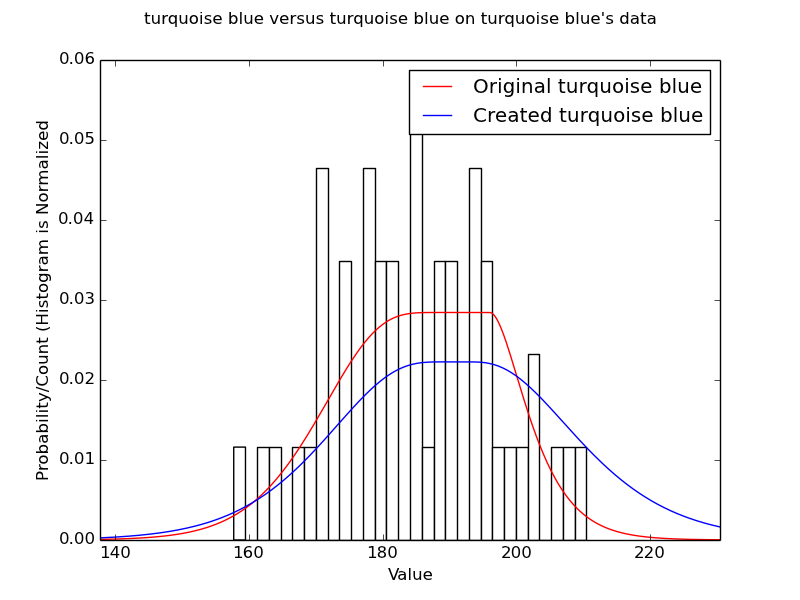 turquoise blue versus turquoise blue on turquoise blue's data
0.06
Original turquoise blue
Created turquoise blue
0.05
0.04
0.03
0.02
0.01
0.00
Probability/Count (Histogram is Normalized
140 160 180 200 220
Value